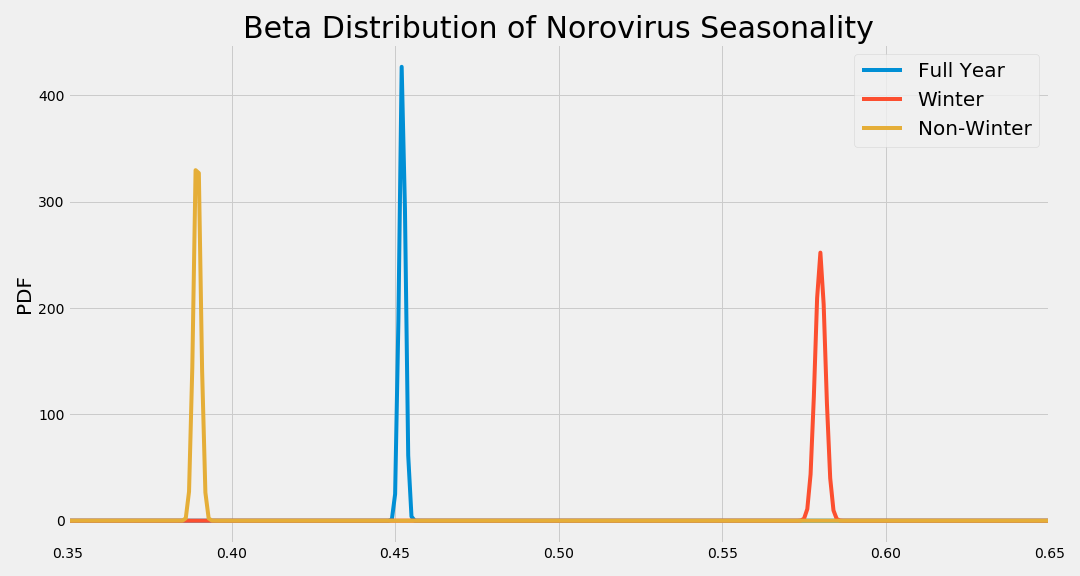 Beta Distribution of Norovirus Seasonality
Full Year
Winter
Non-Winter
PDF
400
300
200
100
0
0.35 0.40 0.45 0.50 0.55 0.60 0.65